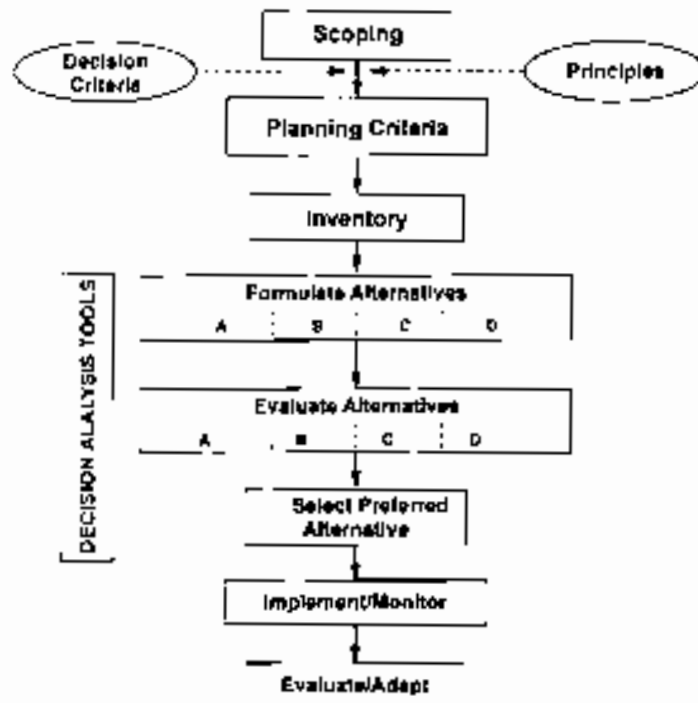 Scoping
Decision
Criteria
Principles
Planning Criteria
Inventory
DECISION ALALYSIS TOOLS
Formulate Alternatives
A B C D
Evaluate Alternatives
A B C D
Select Preferred
Alternative
Implement/Monitor
Evaluate/Adapt